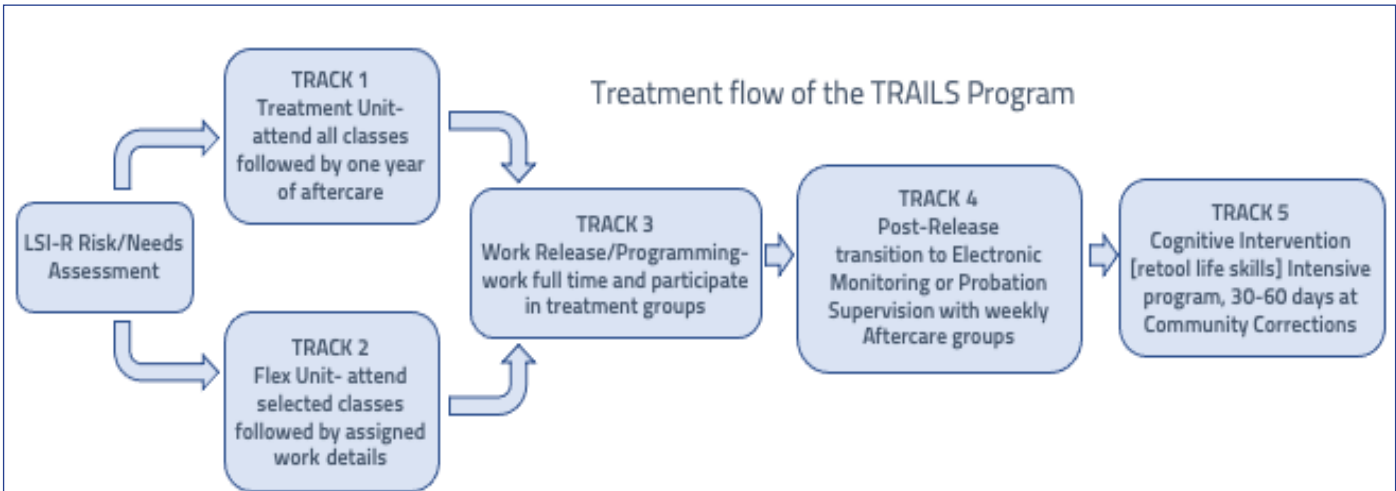 Treatment flow of the TRAILS Program
LSI-R Risk/Needs
Assessment
TRACK 1
Treatment Unit-
attend all classes
followed by one year
of aftercare
TRACK 2
Flex Unit- attend
selected classes
followed by assigned
work details
TRACK 3
Work Release/Programming-
work full time and participate
in treatment groups
TRACK 4
Post-Release
transition to Electronic
Monitoring or Probation
Supervision with weekly
Aftercare groups
TRACK 5
Cognitive Intervention
[retool life skills] Intensive
program, 30-60 days at
Community Corrections